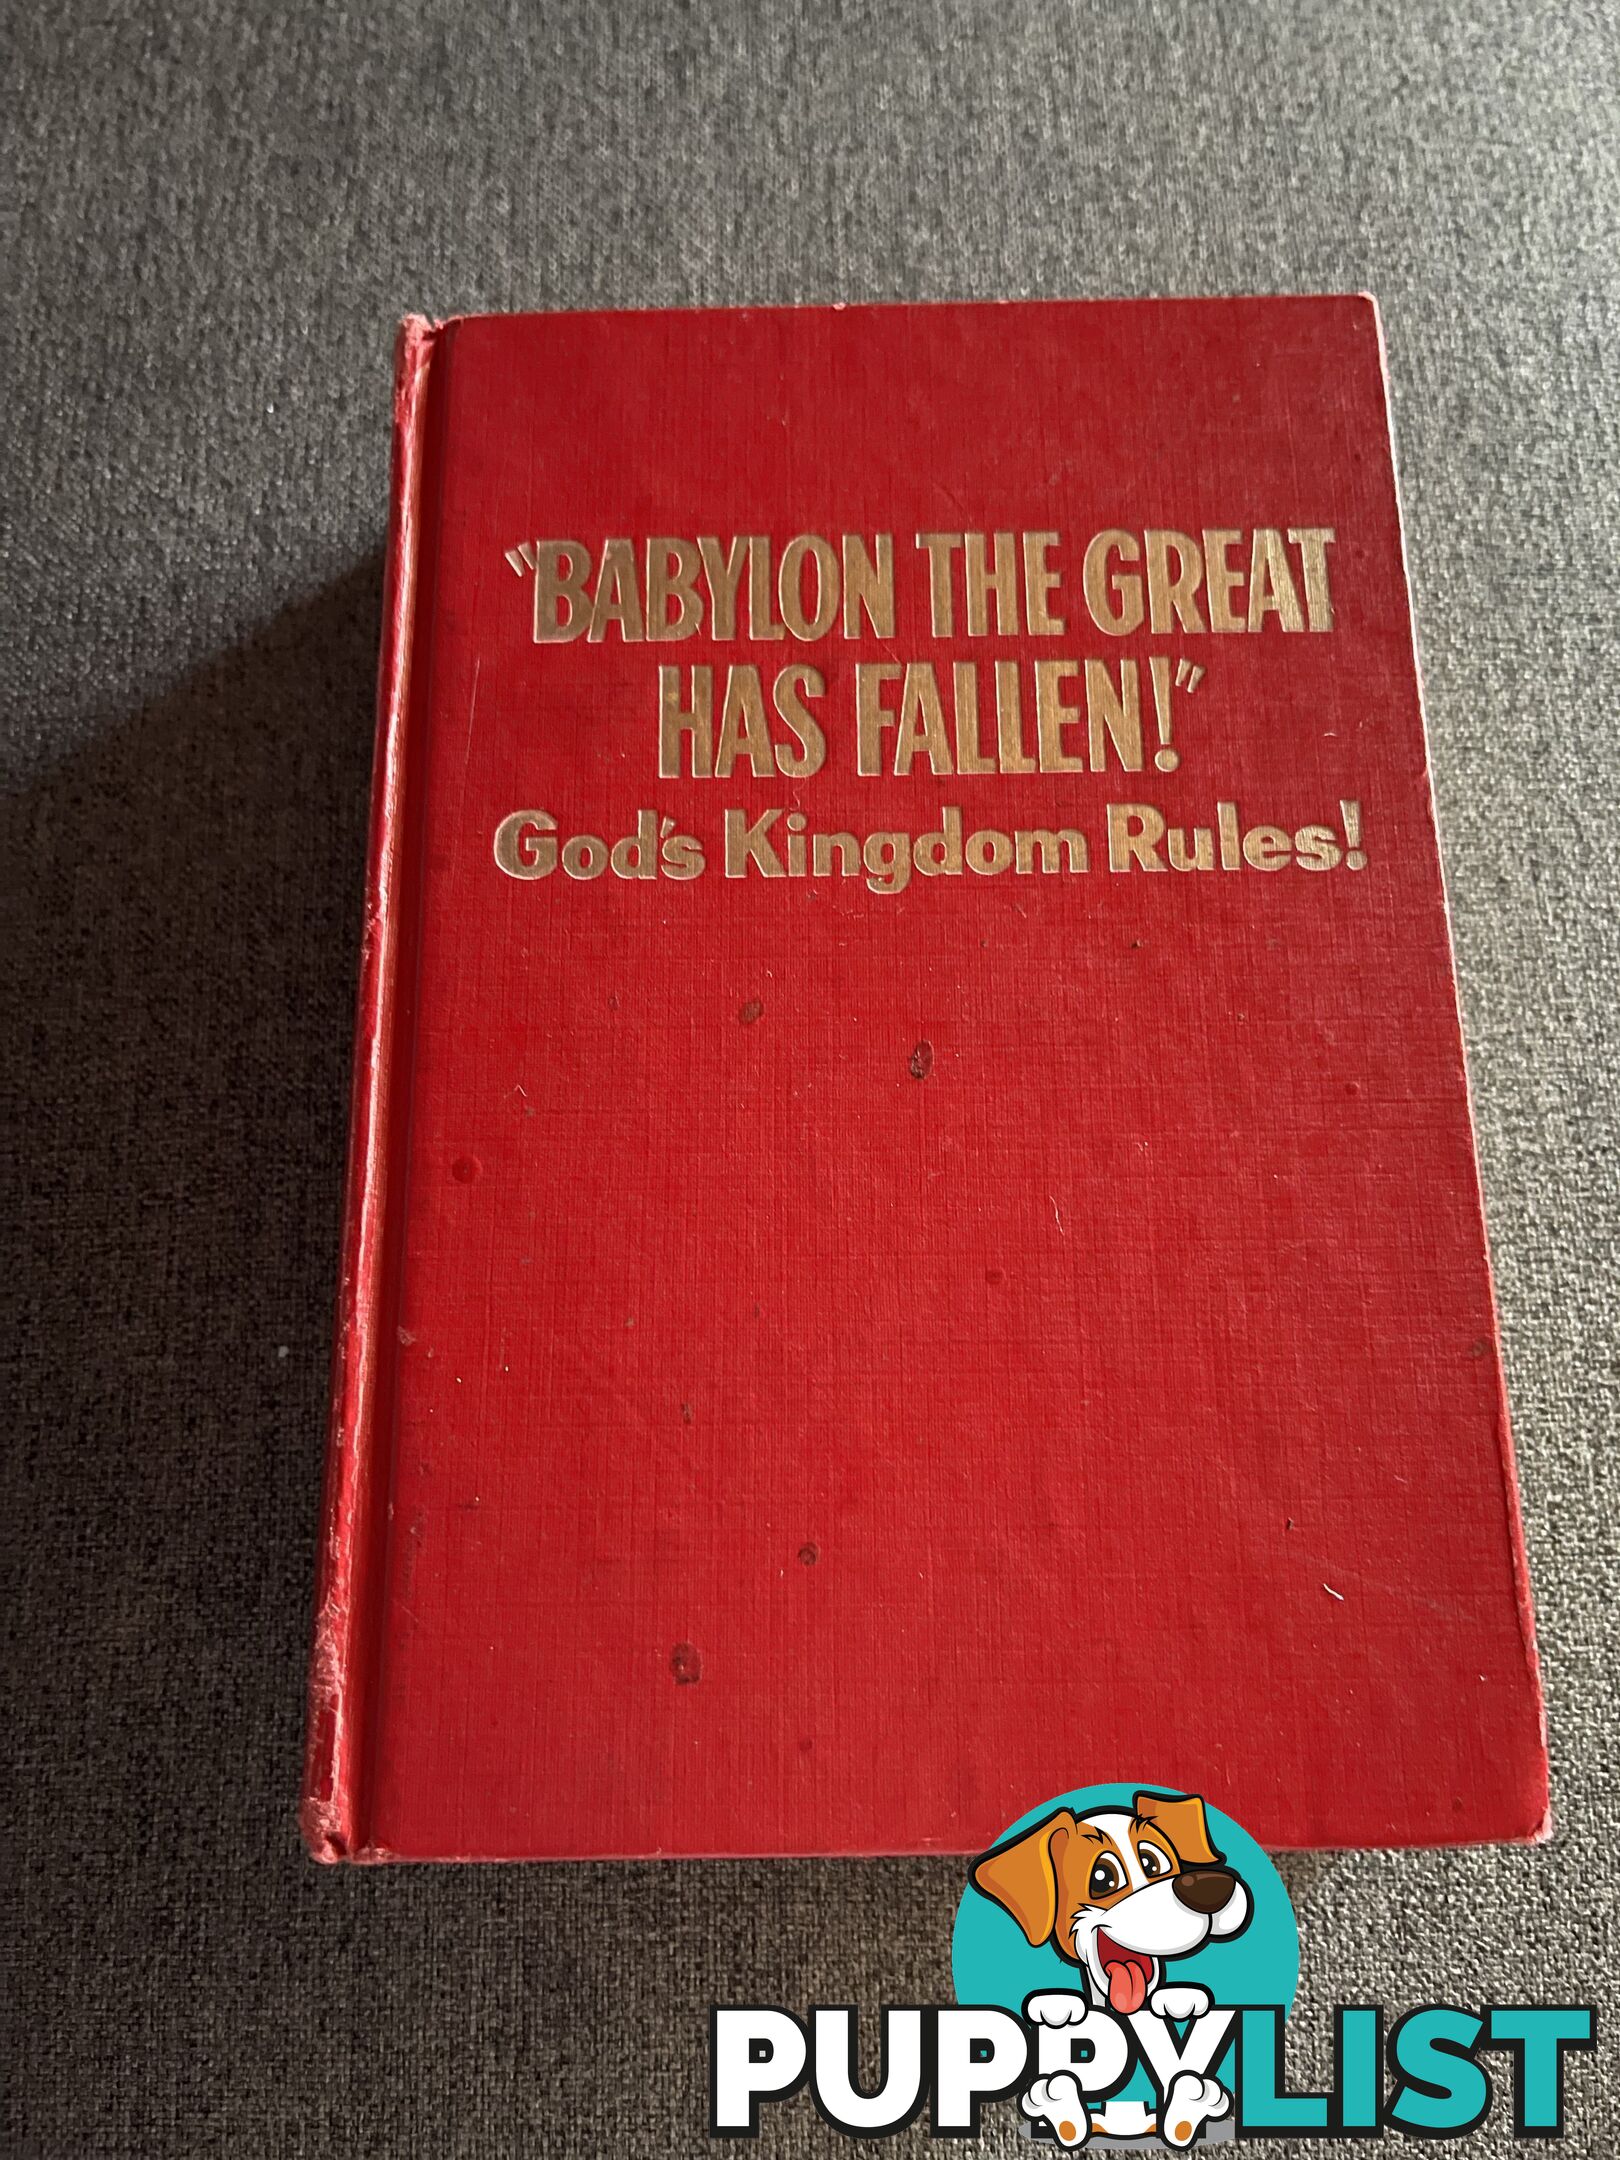 "BABYLON THE GREAT
HAS FALLEN!"
God's Kingdom Rules!
PUPPYLIST